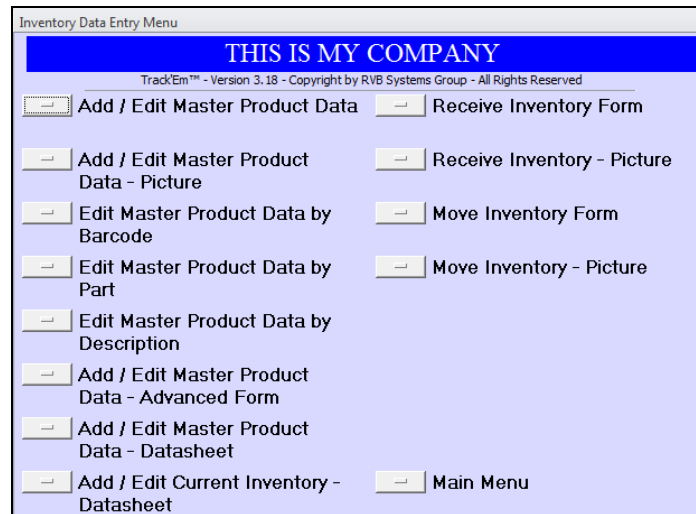 Inventory Data Entry Menu
THIS IS MY COMPANY
Track'Em™ - Version 3.18 - Copyright by RVB Systems Group - All Rights Reserved
Add / Edit Master Product Data
Receive Inventory Form
Add / Edit Master Product
Data - Picture
Receive Inventory - Picture
Edit Master Product Data by
Barcode
Move Inventory Form
Edit Master Product Data by
Part
Move Inventory - Picture
Edit Master Product Data by
Description
Add / Edit Master Product
Data - Advanced Form
Add / Edit Master Product
Data - Datasheet
Add / Edit Current Inventory -
Datasheet
Main Menu